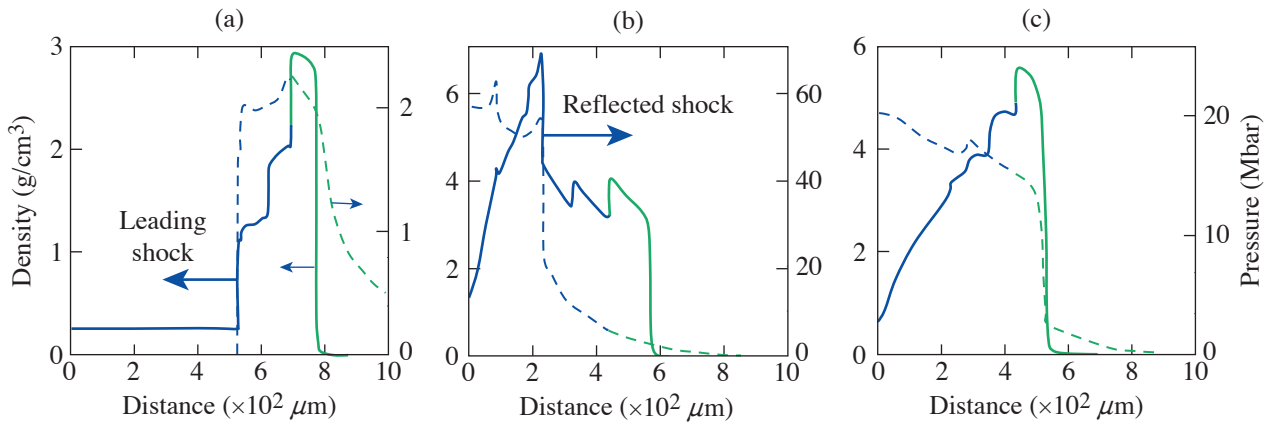 (a)
(b)
(c)
Density (g/cm3)
3
2
1
0
2
1
0
Leading
shock
0 2 4 6 8 10
Distance (×10² μm)
6
4
2
0
60
40
20
0
Reflected shock
0 2 4 6 8 10
Distance (×10² μm)
6
4
2
0
20
10
0
Pressure (Mbar)
0 2 4 6 8 10
Distance (×10² μm)